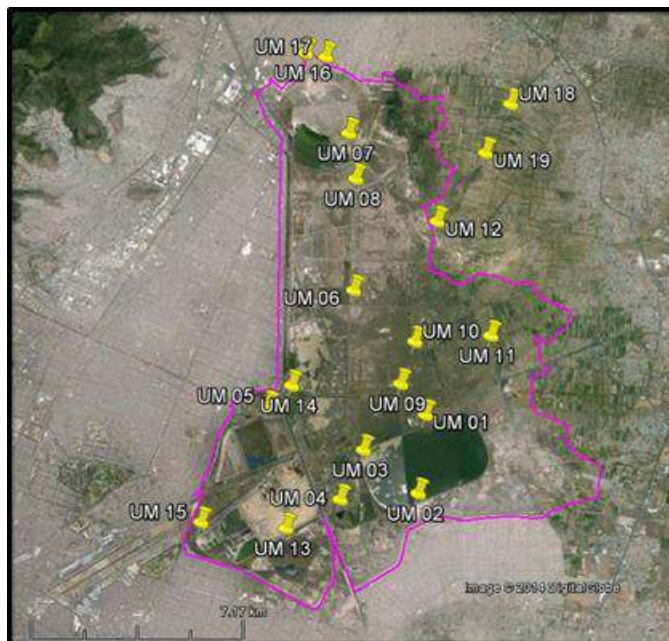 UM 17
UM 16
UM 18
UM 07
UM 19
UM 08
UM 12
UM 06
UM 10
UM 11
UM 05
UM 14
UM 09
UM 01
UM 03
UM 04
UM 02
UM 15
UM 13
Image © 2014 DigitalGlobe
7.17 km